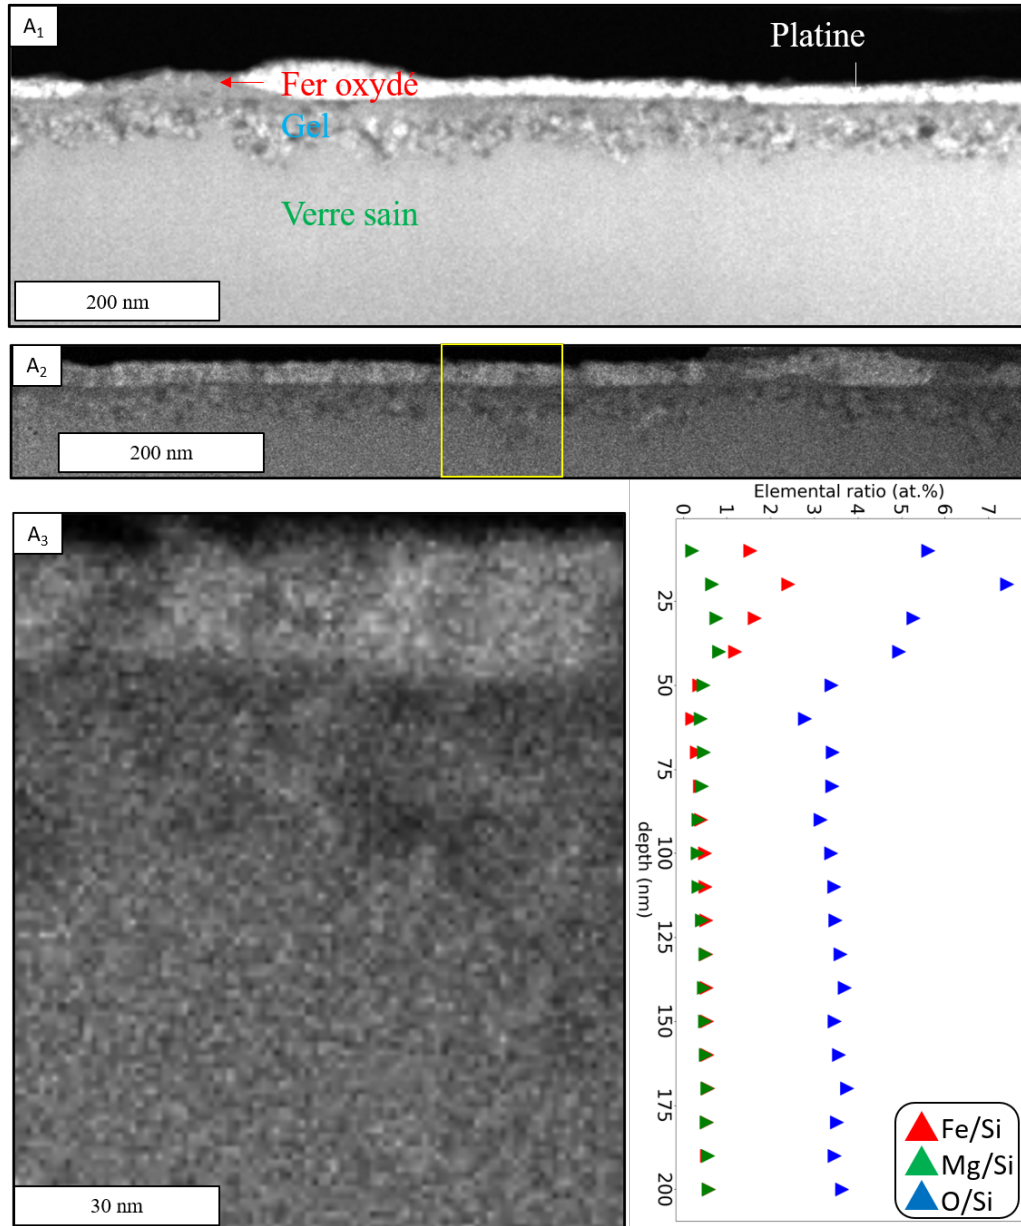 A1
Platine
Fer oxydé
Gel
Verre sain
200 nm
A2
200 nm
A3
30 nm
Elemental ratio (at.%)
0 1 2 3 4 5 6 7
25
50
75
100
125
150
175
200
depth (nm)
Fe/Si
Mg/Si
O/Si